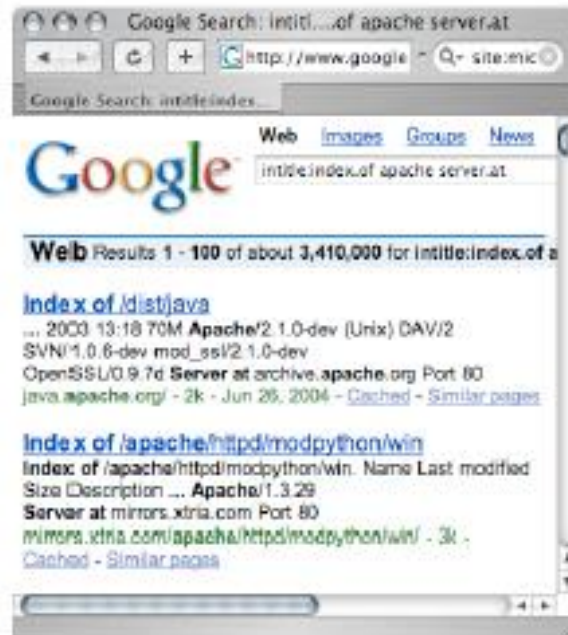 Google Search: intitl....of apache server.at
http://www.google
site:mic
Google Search: intitle:index...
Web Images Groups News
Google
intitle:index.of apache server.at
Web Results 1 - 100 of about 3,410,000 for intitle:index.of a
Index of /dist/java
... 2003 13:18 70M Apache/2.1.0-dev (Unix) DAV/2
SVN/1.0.6-dev mod_ssl/2.1.0-dev
OpenSSL/0.9.7d Server at archive.apache.org Port 80
java.apache.org/ - 2k - Jun 26, 2004 - Cached - Similar pages
Index of /apache/httpd/modpython/win
Index of /apache/httpd/modpython/win. Name Last modified
Size Description ... Apache/1.3.29
Server at mirrors.xtria.com Port 80
mirrors.xtria.com/apache/httpd/modpython/win/ - 3k -
Cached - Similar pages